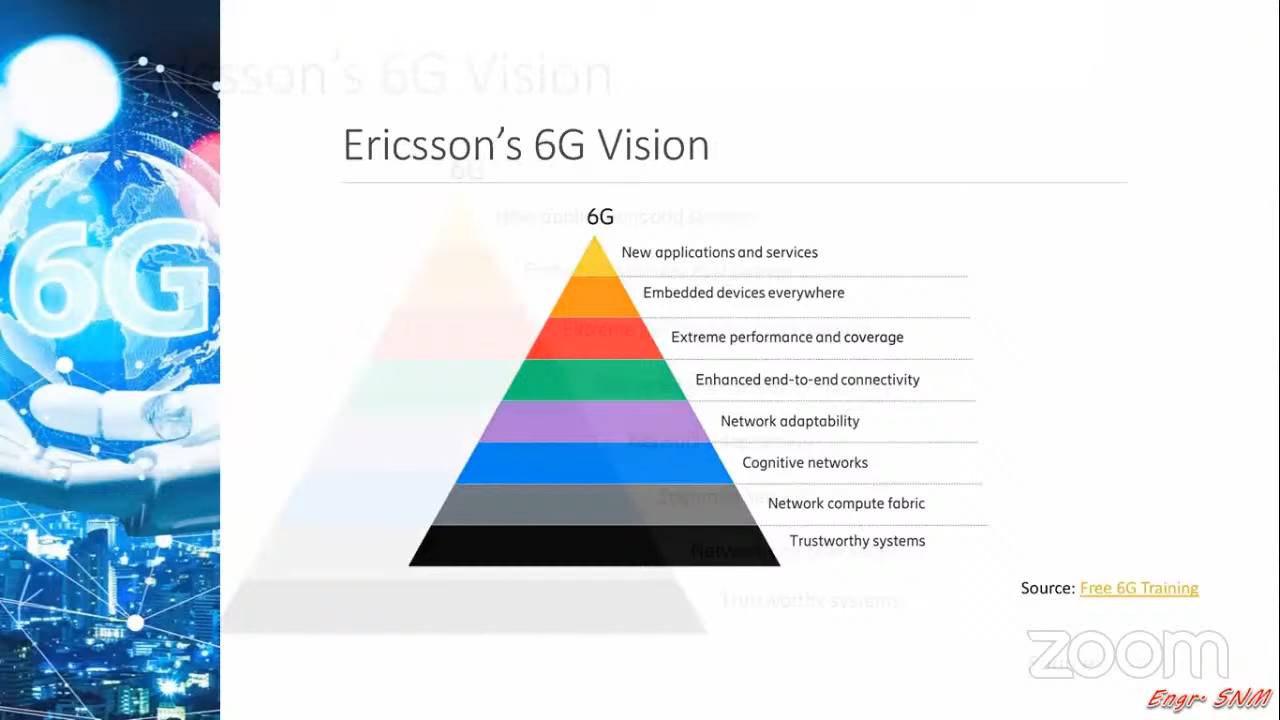 Ericsson's 6G Vision
6G
6G
New applications and services
Embedded devices everywhere
Extreme performance and coverage
Enhanced end-to-end connectivity
Network adaptability
Cognitive networks
Network compute fabric
Trustworthy systems
Source: Free 6G Training
zoom
Engr. SNM